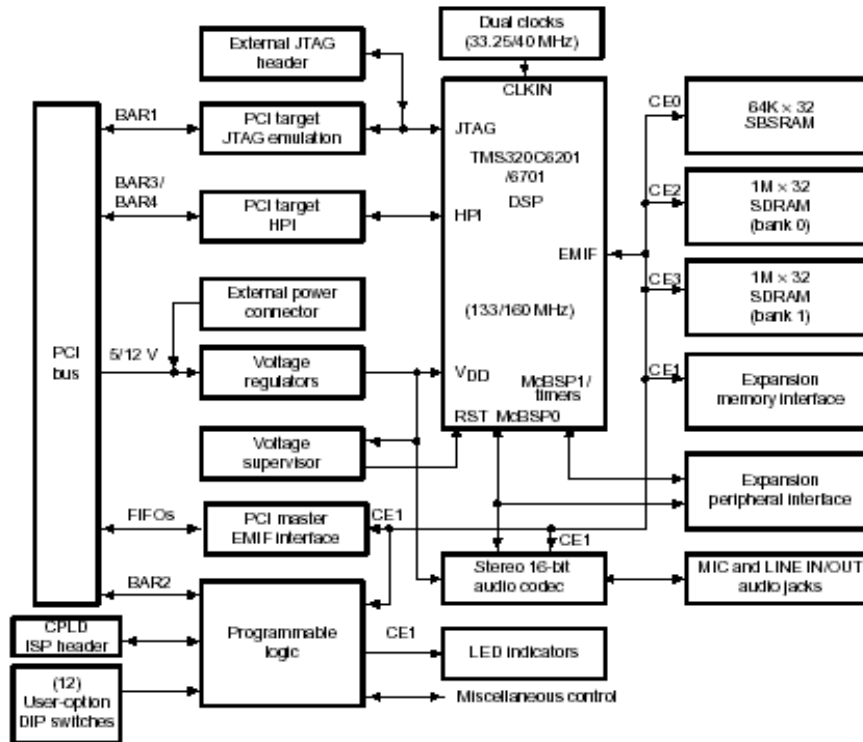 Dual clocks
(33.25/40 MHz)
External JTAG
header
CLKIN
CE0
64K × 32
SBSRAM
BAR1
PCI target
JTAG emulation
JTAG
TMS320C6201
/6701
DSP
BAR3/
BAR4
PCI target
HPI
HPI
CE2
1M × 32
SDRAM
(bank 0)
EMIF
External power
connector
(133/160 MHz)
CE3
1M × 32
SDRAM
(bank 1)
PCI
bus
5/12 V
Voltage
regulators
VDD
McBSP1/
timers
CE1
Expansion
memory interface
RST McBSP0
Voltage
supervisor
Expansion
peripheral interface
FIFOs
PCI master
EMIF interface
CE1
CE1
Stereo 16-bit
audio codec
MIC and LINE IN/OUT
audio jacks
BAR2
Programmable
logic
CPLD
ISP header
CE1
LED indicators
(12)
User-option
DIP switches
Miscellaneous control